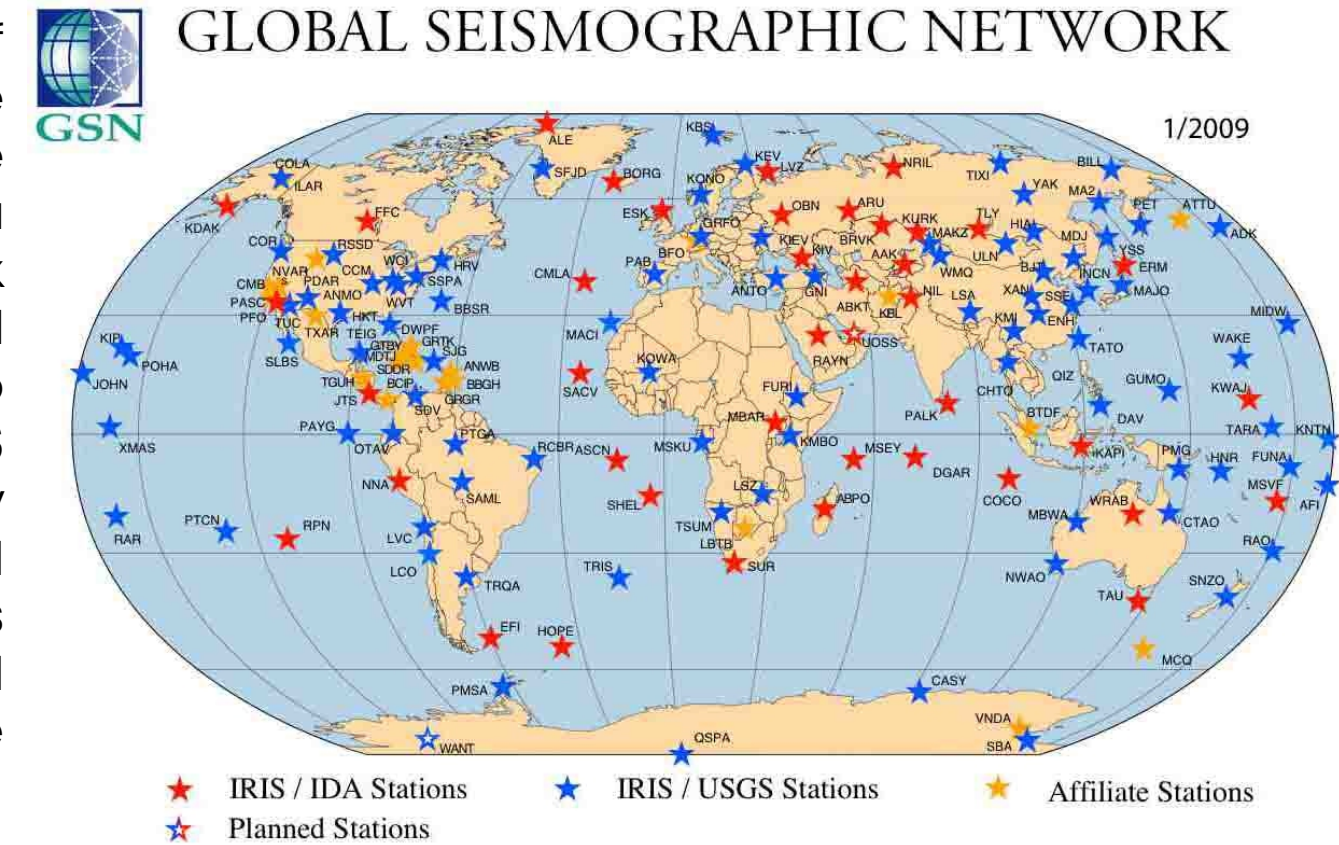 GLOBAL SEISMOGRAPHIC NETWORK
GSN
1/2009
ALE
KBS
COLA
ILAR
SFJD
BORG
KEV
LVZ
NRIL
TIXI
BILL
KDAK
FFC
KONO
ESK
OBN
ARU
YAK
MA2
PET
ATTU
ADK
COR
RSSD
NVAR
CCM
WCI
HRV
SSPA
CMB
PDAR
PASC
ANMO
WVT
BBSR
PFO
TUC
TXAR
HKT
CMLA
PAB
BFO
GRFO
KIEV
KIV
BRVK
KURK
MAKZ
TLY
HIA
MDJ
YSS
ERM
AAK
WMQ
ULN
BJT
INCN
MAJO
ANTO
GNI
ABKT
KBL
NIL
LSA
XAN
SSE
KMI
ENH
TATO
MIDW
WAKE
KIP
POHA
JOHN
SLBS
TEIG
DWPF
GTBY
GRTK
MDTJ
SJG
SDDR
ANWB
TGUH
BCIP
BBGH
JTS
GRGR
SDV
MACI
SACV
KOWA
RAYN
UOSS
FURI
MBAR
KMBO
PALK
CHTO
QIZ
GUMO
KWAJ
BTDF
DAV
XMAS
PAYG
OTAV
PTGA
RCBR
ASCN
MSKU
MSEY
DGAR
KAPI
PMG
HNR
TARA
KNTN
FUNA
NNA
SAML
SHEL
LSZ
ABPO
COCO
WRAB
MBWA
CTAO
MSVF
AFI
RAR
PTCN
RPN
LVC
LCO
TRQA
TRIS
TSUM
LBTB
SUR
NWAO
TAU
RAO
SNZO
EFI
HOPE
MCQ
PMSA
CASY
WANT
QSPA
VNDA
SBA
IRIS / IDA Stations
IRIS / USGS Stations
Affiliate Stations
Planned Stations